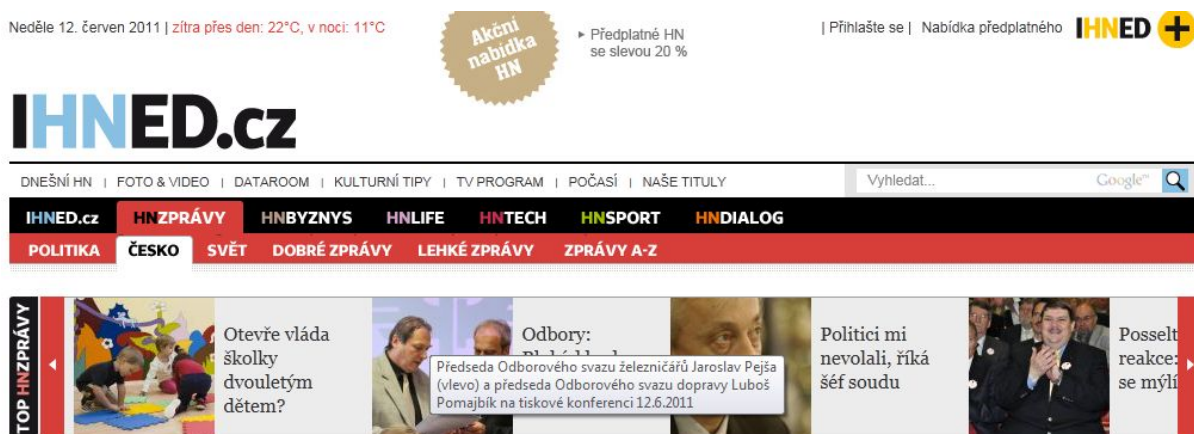 Neděle 12. červen 2011 | zítra přes den: 22°C, v noci: 11°C
Akční
nabídka
HN
Předplatné HN
se slevou 20 %
| Přihlašte se | Nabídka předplatného IHNED +
IHNED.cz
DNEŠNÍ HN | FOTO & VIDEO | DATAROOM | KULTURNÍ TIPY | TV PROGRAM | POČASÍ | NAŠE TITULY
Vyhledat... Google™
IHNED.cz HNZPRÁVY HNBYZNYS HNLIFE HNTECH HNSPORT HNDIALOG
POLITIKA ČESKO SVĚT DOBRÉ ZPRÁVY LEHKÉ ZPRÁVY ZPRÁVY A-Z
TOP HNZPRÁVY
Otevře vláda
školky
dvouletým
dětem?
Odbory:
Předseda Odborového svazu železničářů Jaroslav Pejša
(vlevo) a předseda Odborového svazu dopravy Luboš
Pomajbík na tiskové konferenci 12.6.2011
Politici mi
nevolali, říká
šéf soudu
Posselt
reakce:
se mýlí